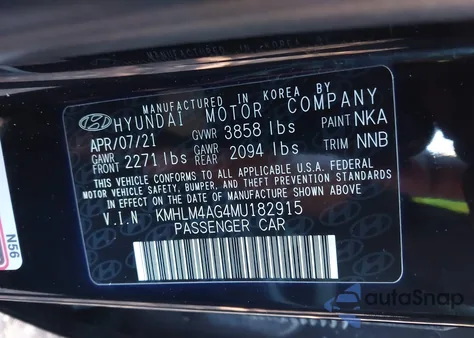 MANUFACTURED IN KOREA BY
HYUNDAI MOTOR COMPANY
APR/07/21 GVWR 3858 lbs PAINT NKA
GAWR FRONT 2271 lbs GAWR REAR 2094 lbs TRIM NNB
THIS VEHICLE CONFORMS TO ALL APPLICABLE U.S.A. FEDERAL
MOTOR VEHICLE SAFETY, BUMPER, AND THEFT PREVENTION STANDARDS
IN EFFECT ON THE DATE OF MANUFACTURE SHOWN ABOVE.
V.I.N KMHLM4AG4MU182915
PASSENGER CAR
N56
autoSnap